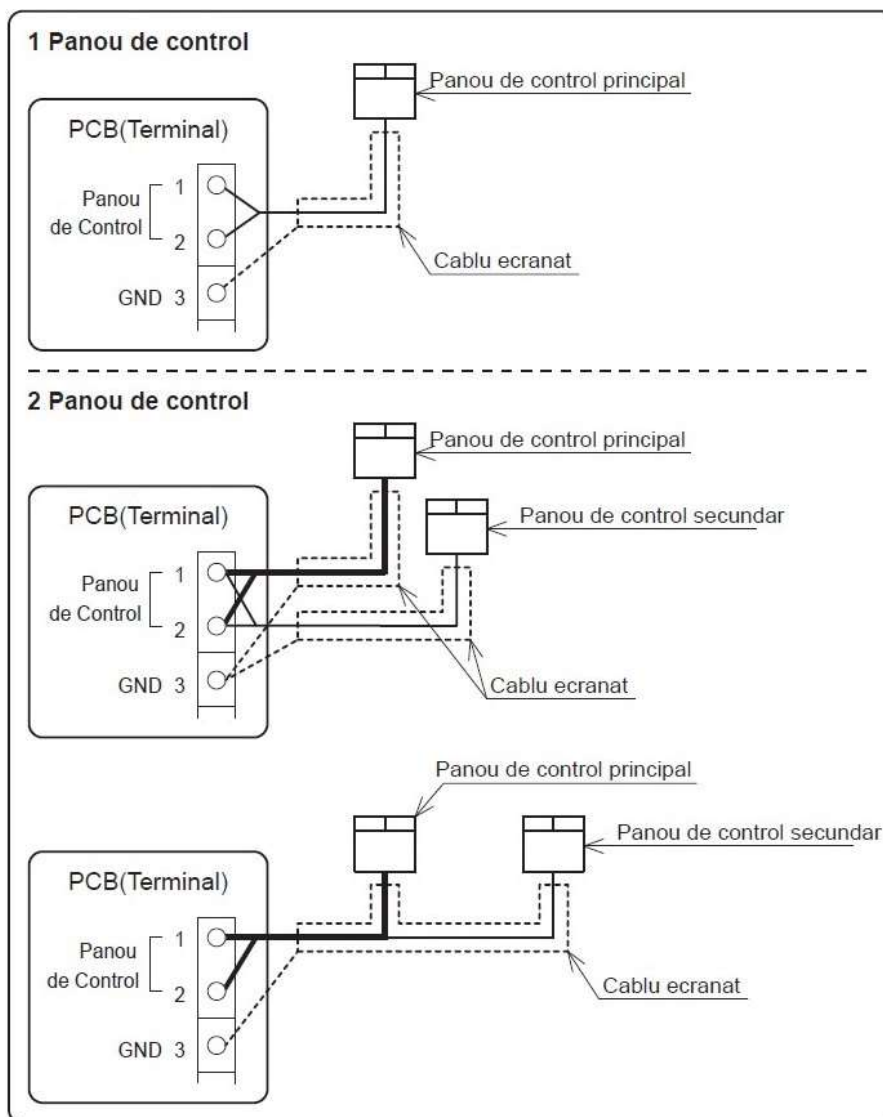 1 Panou de control
Panou de control principal
PCB(Terminal)
1
Panou
de Control
2
GND 3
Cablu ecranat
2 Panou de control
Panou de control principal
PCB(Terminal)
Panou de control secundar
1
Panou
de Control
2
GND 3
Cablu ecranat
Panou de control principal
Panou de control secundar
PCB(Terminal)
1
Panou
de Control
2
GND 3
Cablu ecranat